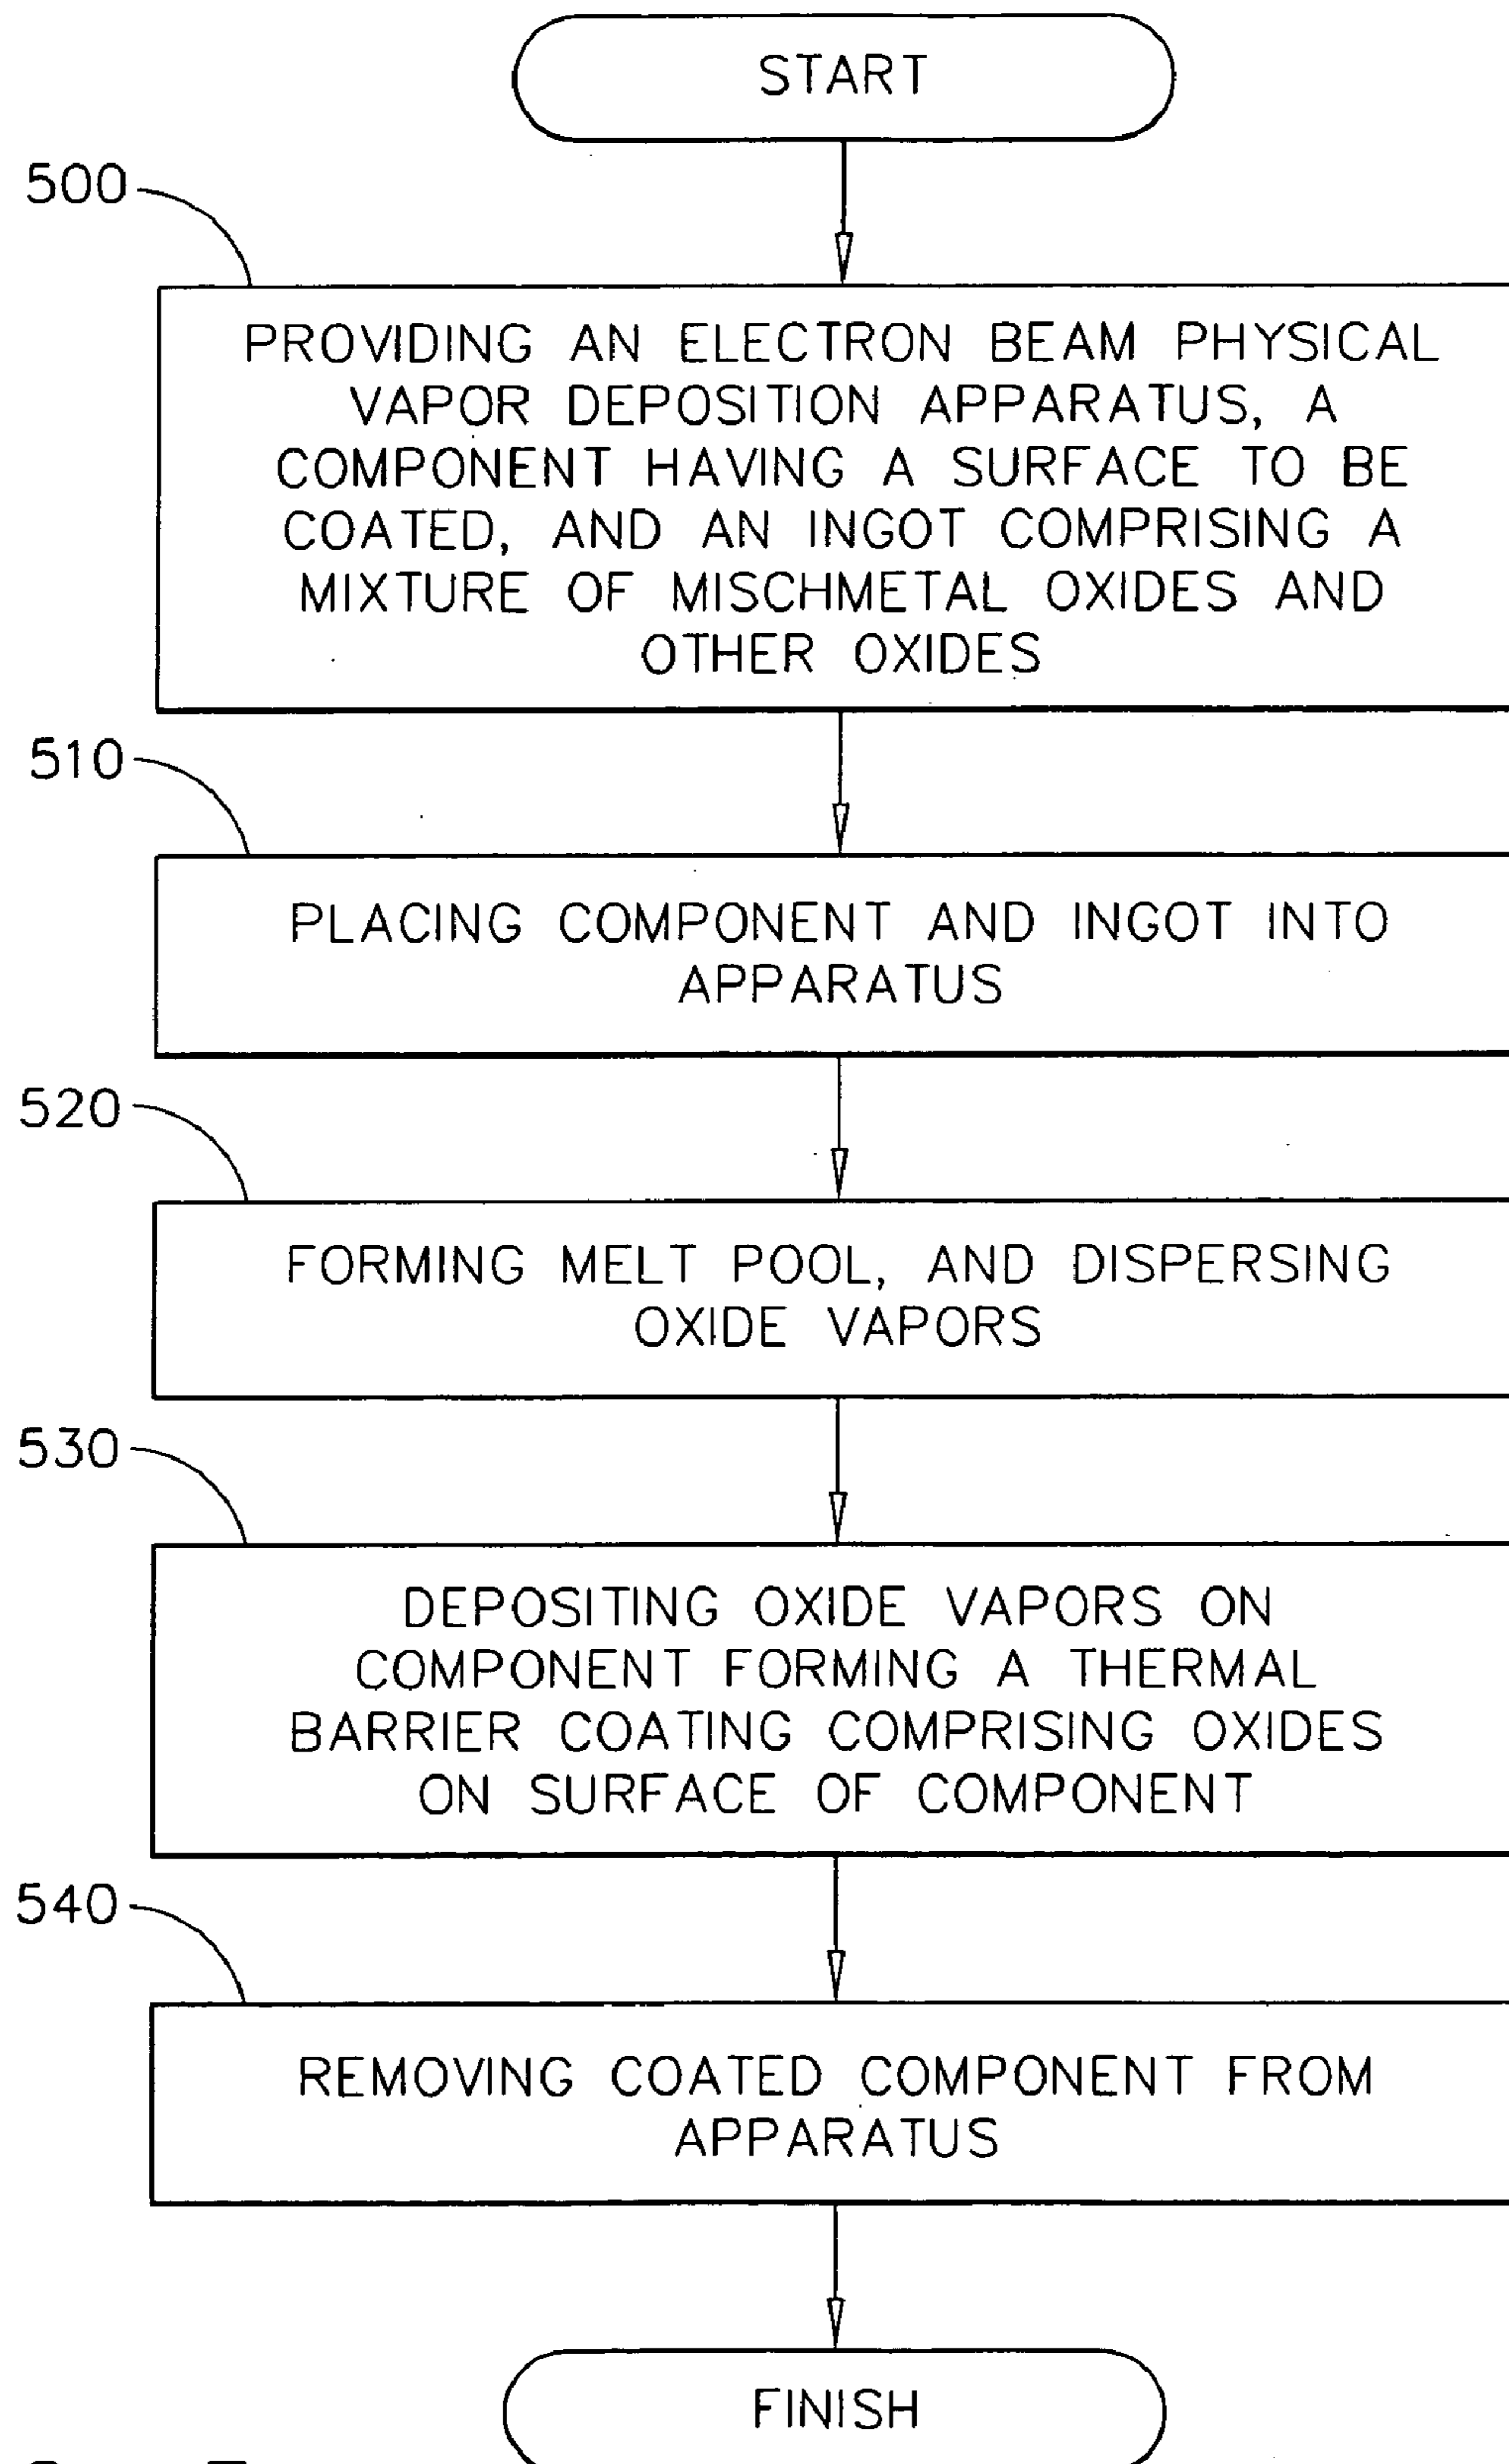 START
500
PROVIDING AN ELECTRON BEAM PHYSICAL
VAPOR DEPOSITION APPARATUS, A
COMPONENT HAVING A SURFACE TO BE
COATED, AND AN INGOT COMPRISING A
MIXTURE OF MISCHMETAL OXIDES AND
OTHER OXIDES
510
PLACING COMPONENT AND INGOT INTO
APPARATUS
520
FORMING MELT POOL, AND DISPERSING
OXIDE VAPORS
530
DEPOSITING OXIDE VAPORS ON
COMPONENT FORMING A THERMAL
BARRIER COATING COMPRISING OXIDES
ON SURFACE OF COMPONENT
540
REMOVING COATED COMPONENT FROM
APPARATUS
FINISH